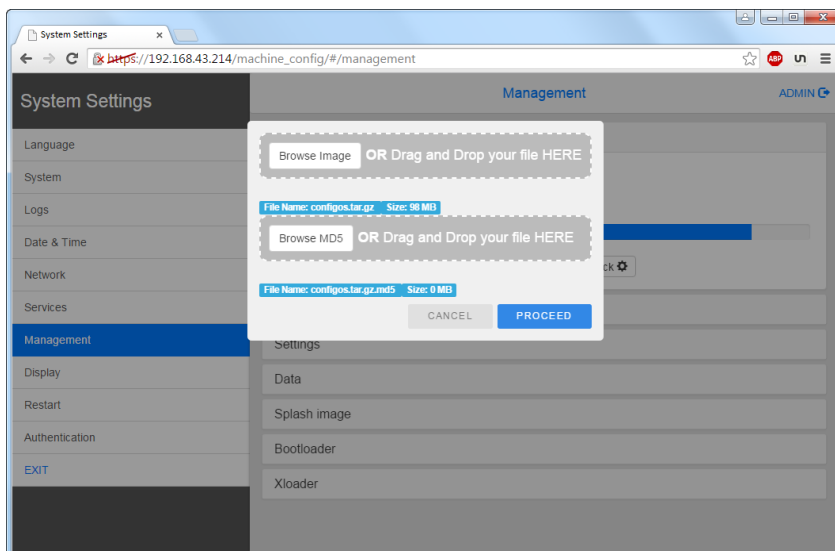 System Settings
https://192.168.43.214/machine_config/#/management
ABP
System Settings
Management
ADMIN
Language
System
Logs
Date & Time
Network
Services
Management
Display
Restart
Authentication
EXIT
Browse Image OR Drag and Drop your file HERE
File Name: configos.tar.gz Size: 98 MB
Browse MD5 OR Drag and Drop your file HERE
File Name: configos.tar.gz.md5 Size: 0 MB
CANCEL PROCEED
Settings
Data
Splash image
Bootloader
Xloader